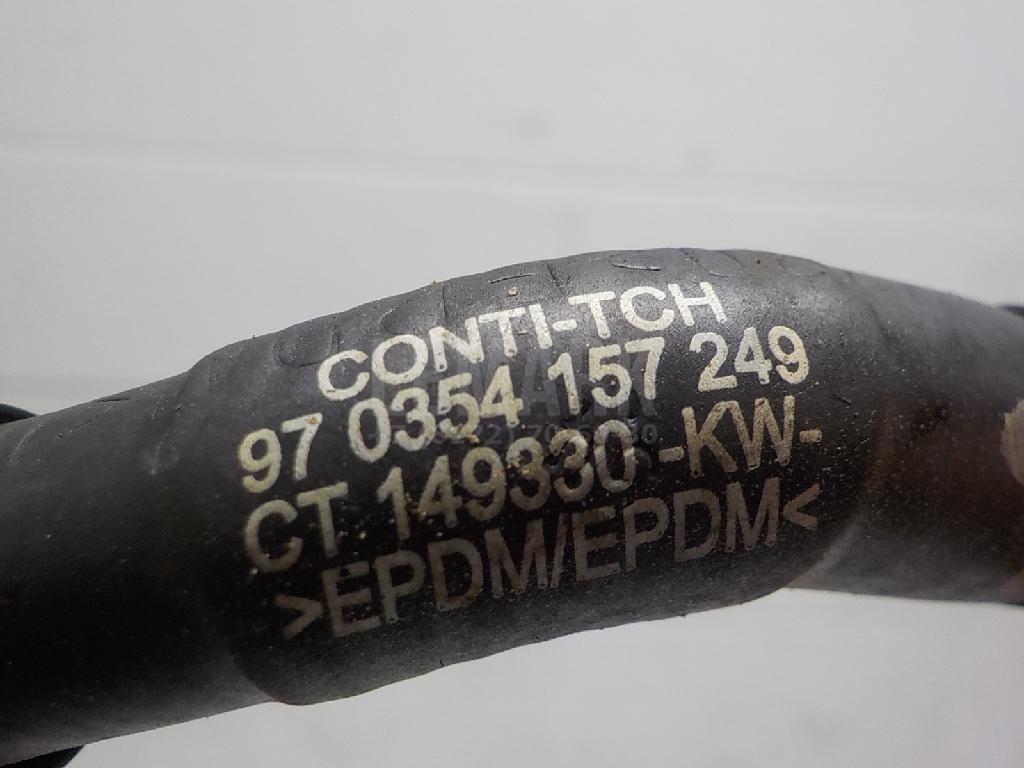 CONTI-TCH
97 0354 157 249
CT 149330 -KW-
>EPDM/EPDM<